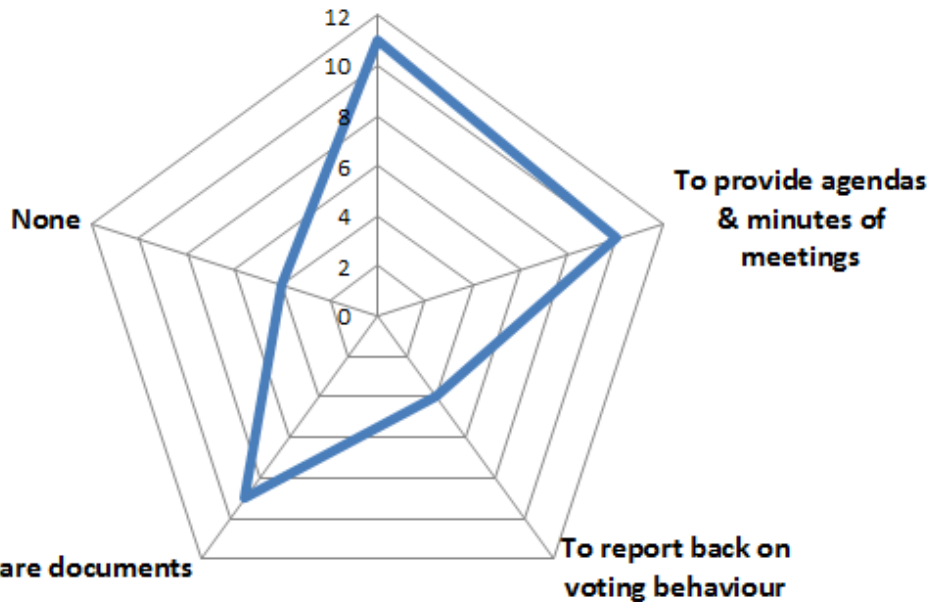 12
10
8
6
4
2
0
None
To provide agendas
& minutes of
meetings
To report back on
voting behaviour
documents